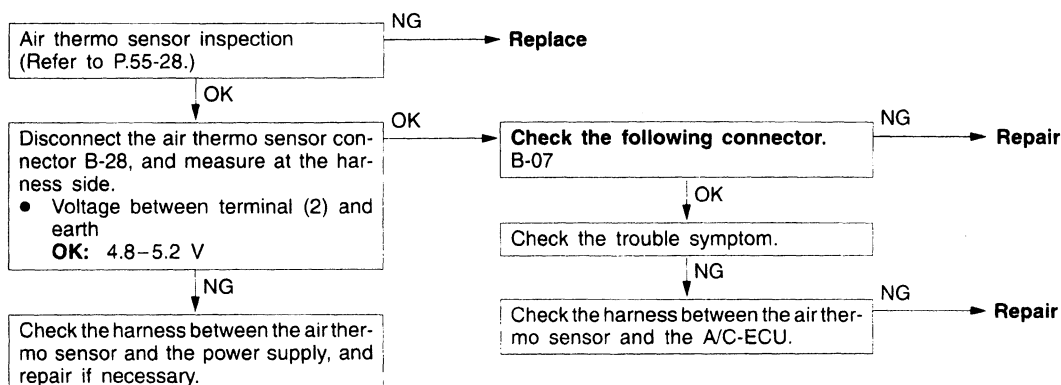 Air thermo sensor inspection
(Refer to P.55-28.)
NG
Replace
OK
Disconnect the air thermo sensor con-
nector B-28, and measure at the har-
ness side.
● Voltage between terminal (2) and
earth
OK: 4.8–5.2 V
OK
Check the following connector.
B-07
NG
Repair
OK
Check the trouble symptom.
NG
Check the harness between the air ther-
mo sensor and the A/C-ECU.
NG
Repair
NG
Check the harness between the air ther-
mo sensor and the power supply, and
repair if necessary.